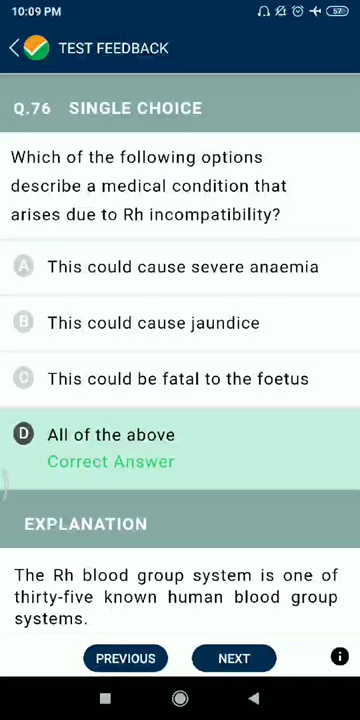 10:09 PM
57
TEST FEEDBACK
Q.76 SINGLE CHOICE
Which of the following options
describe a medical condition that
arises due to Rh incompatibility?
A This could cause severe anaemia
B This could cause jaundice
C This could be fatal to the foetus
D All of the above
Correct Answer
EXPLANATION
The Rh blood group system is one of
thirty-five known human blood group
systems.
PREVIOUS NEXT